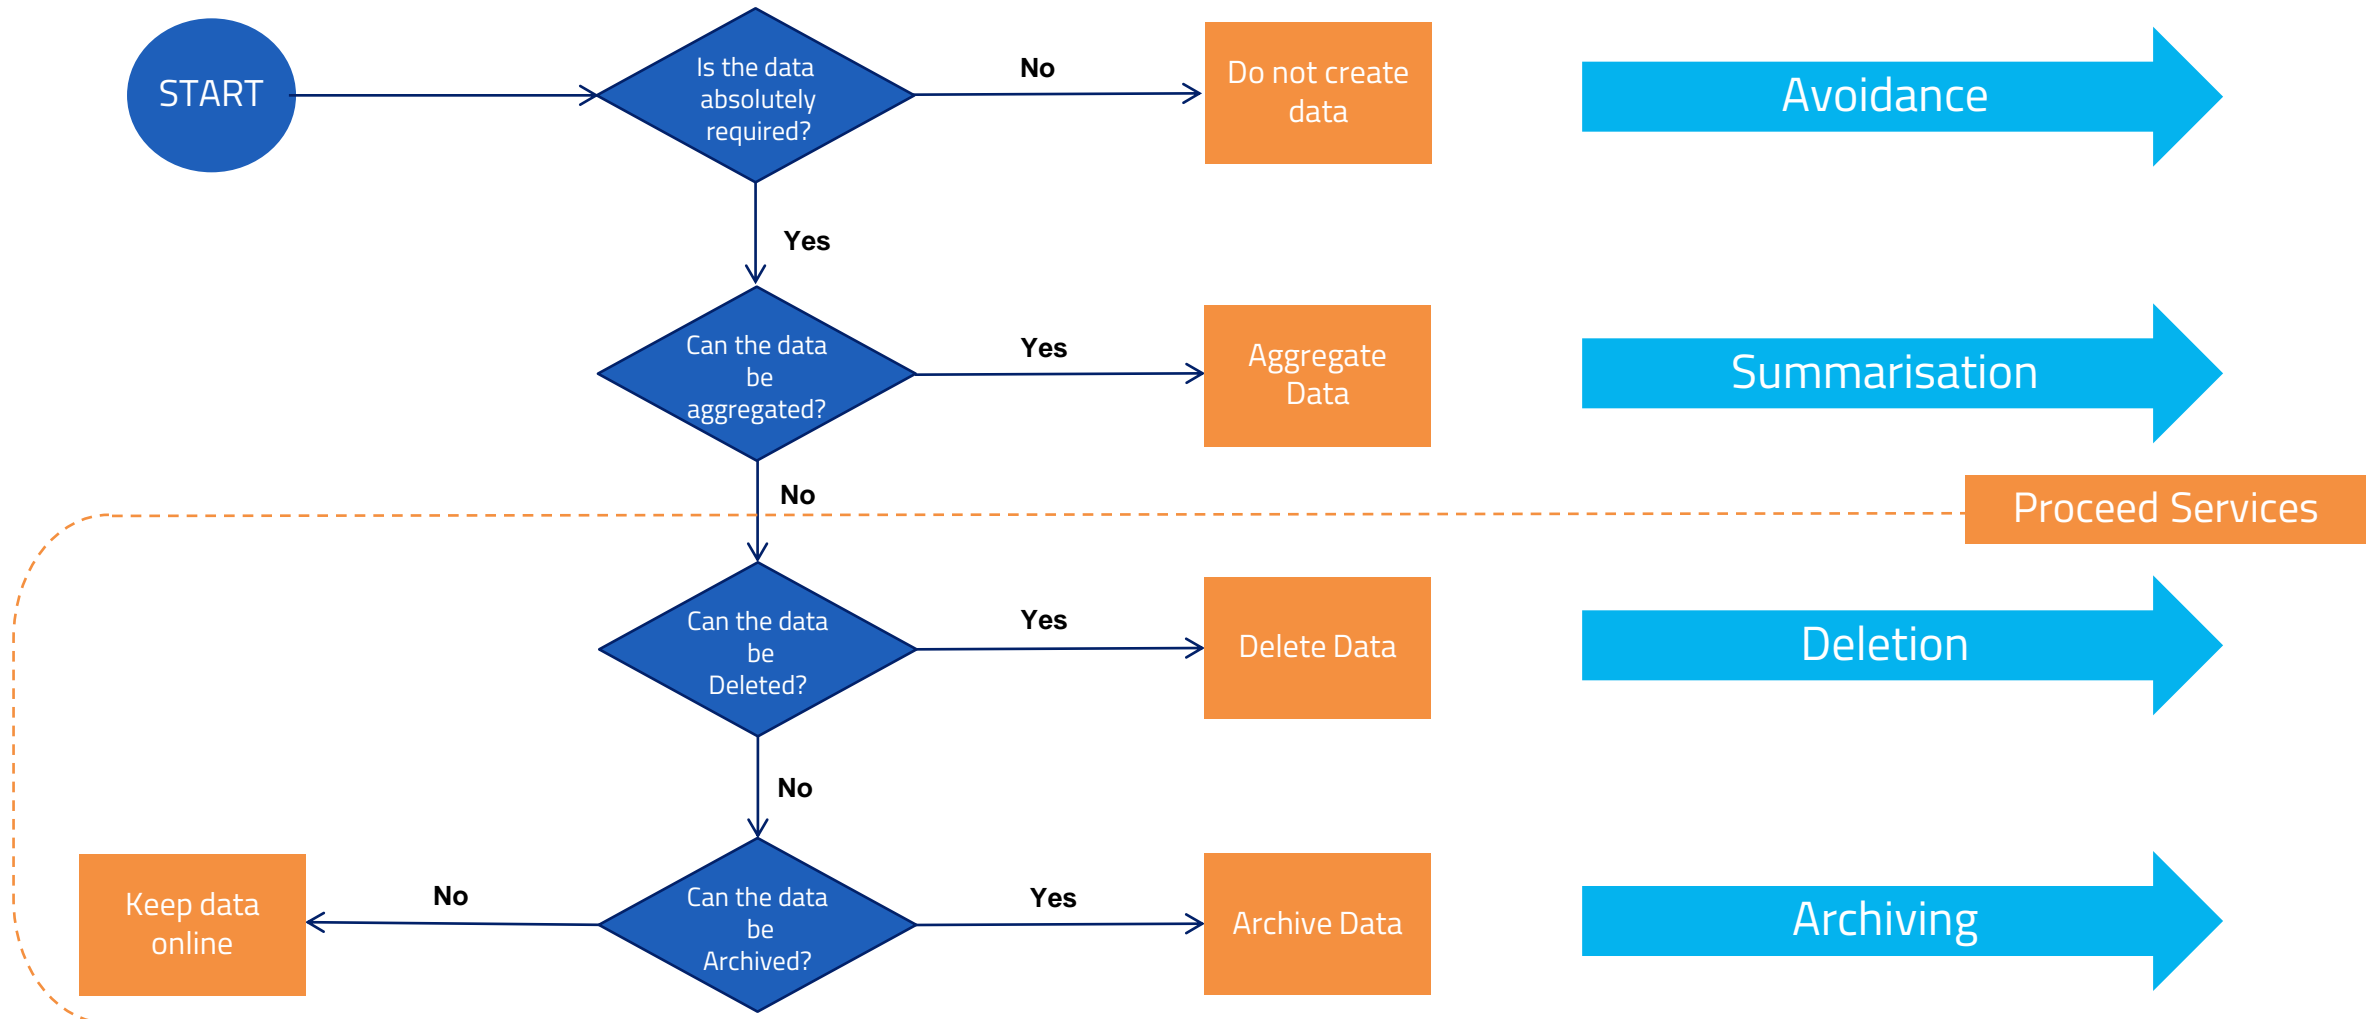 START
Is the data
absolutely
required?
No
Do not create
data
Avoidance
Yes
Can the data
be
aggregated?
Yes
Aggregate
Data
Summarisation
No
Proceed Services
Can the data
be
Deleted?
Yes
Delete Data
Deletion
No
Keep data
online
No
Can the data
be
Archived?
Yes
Archive Data
Archiving